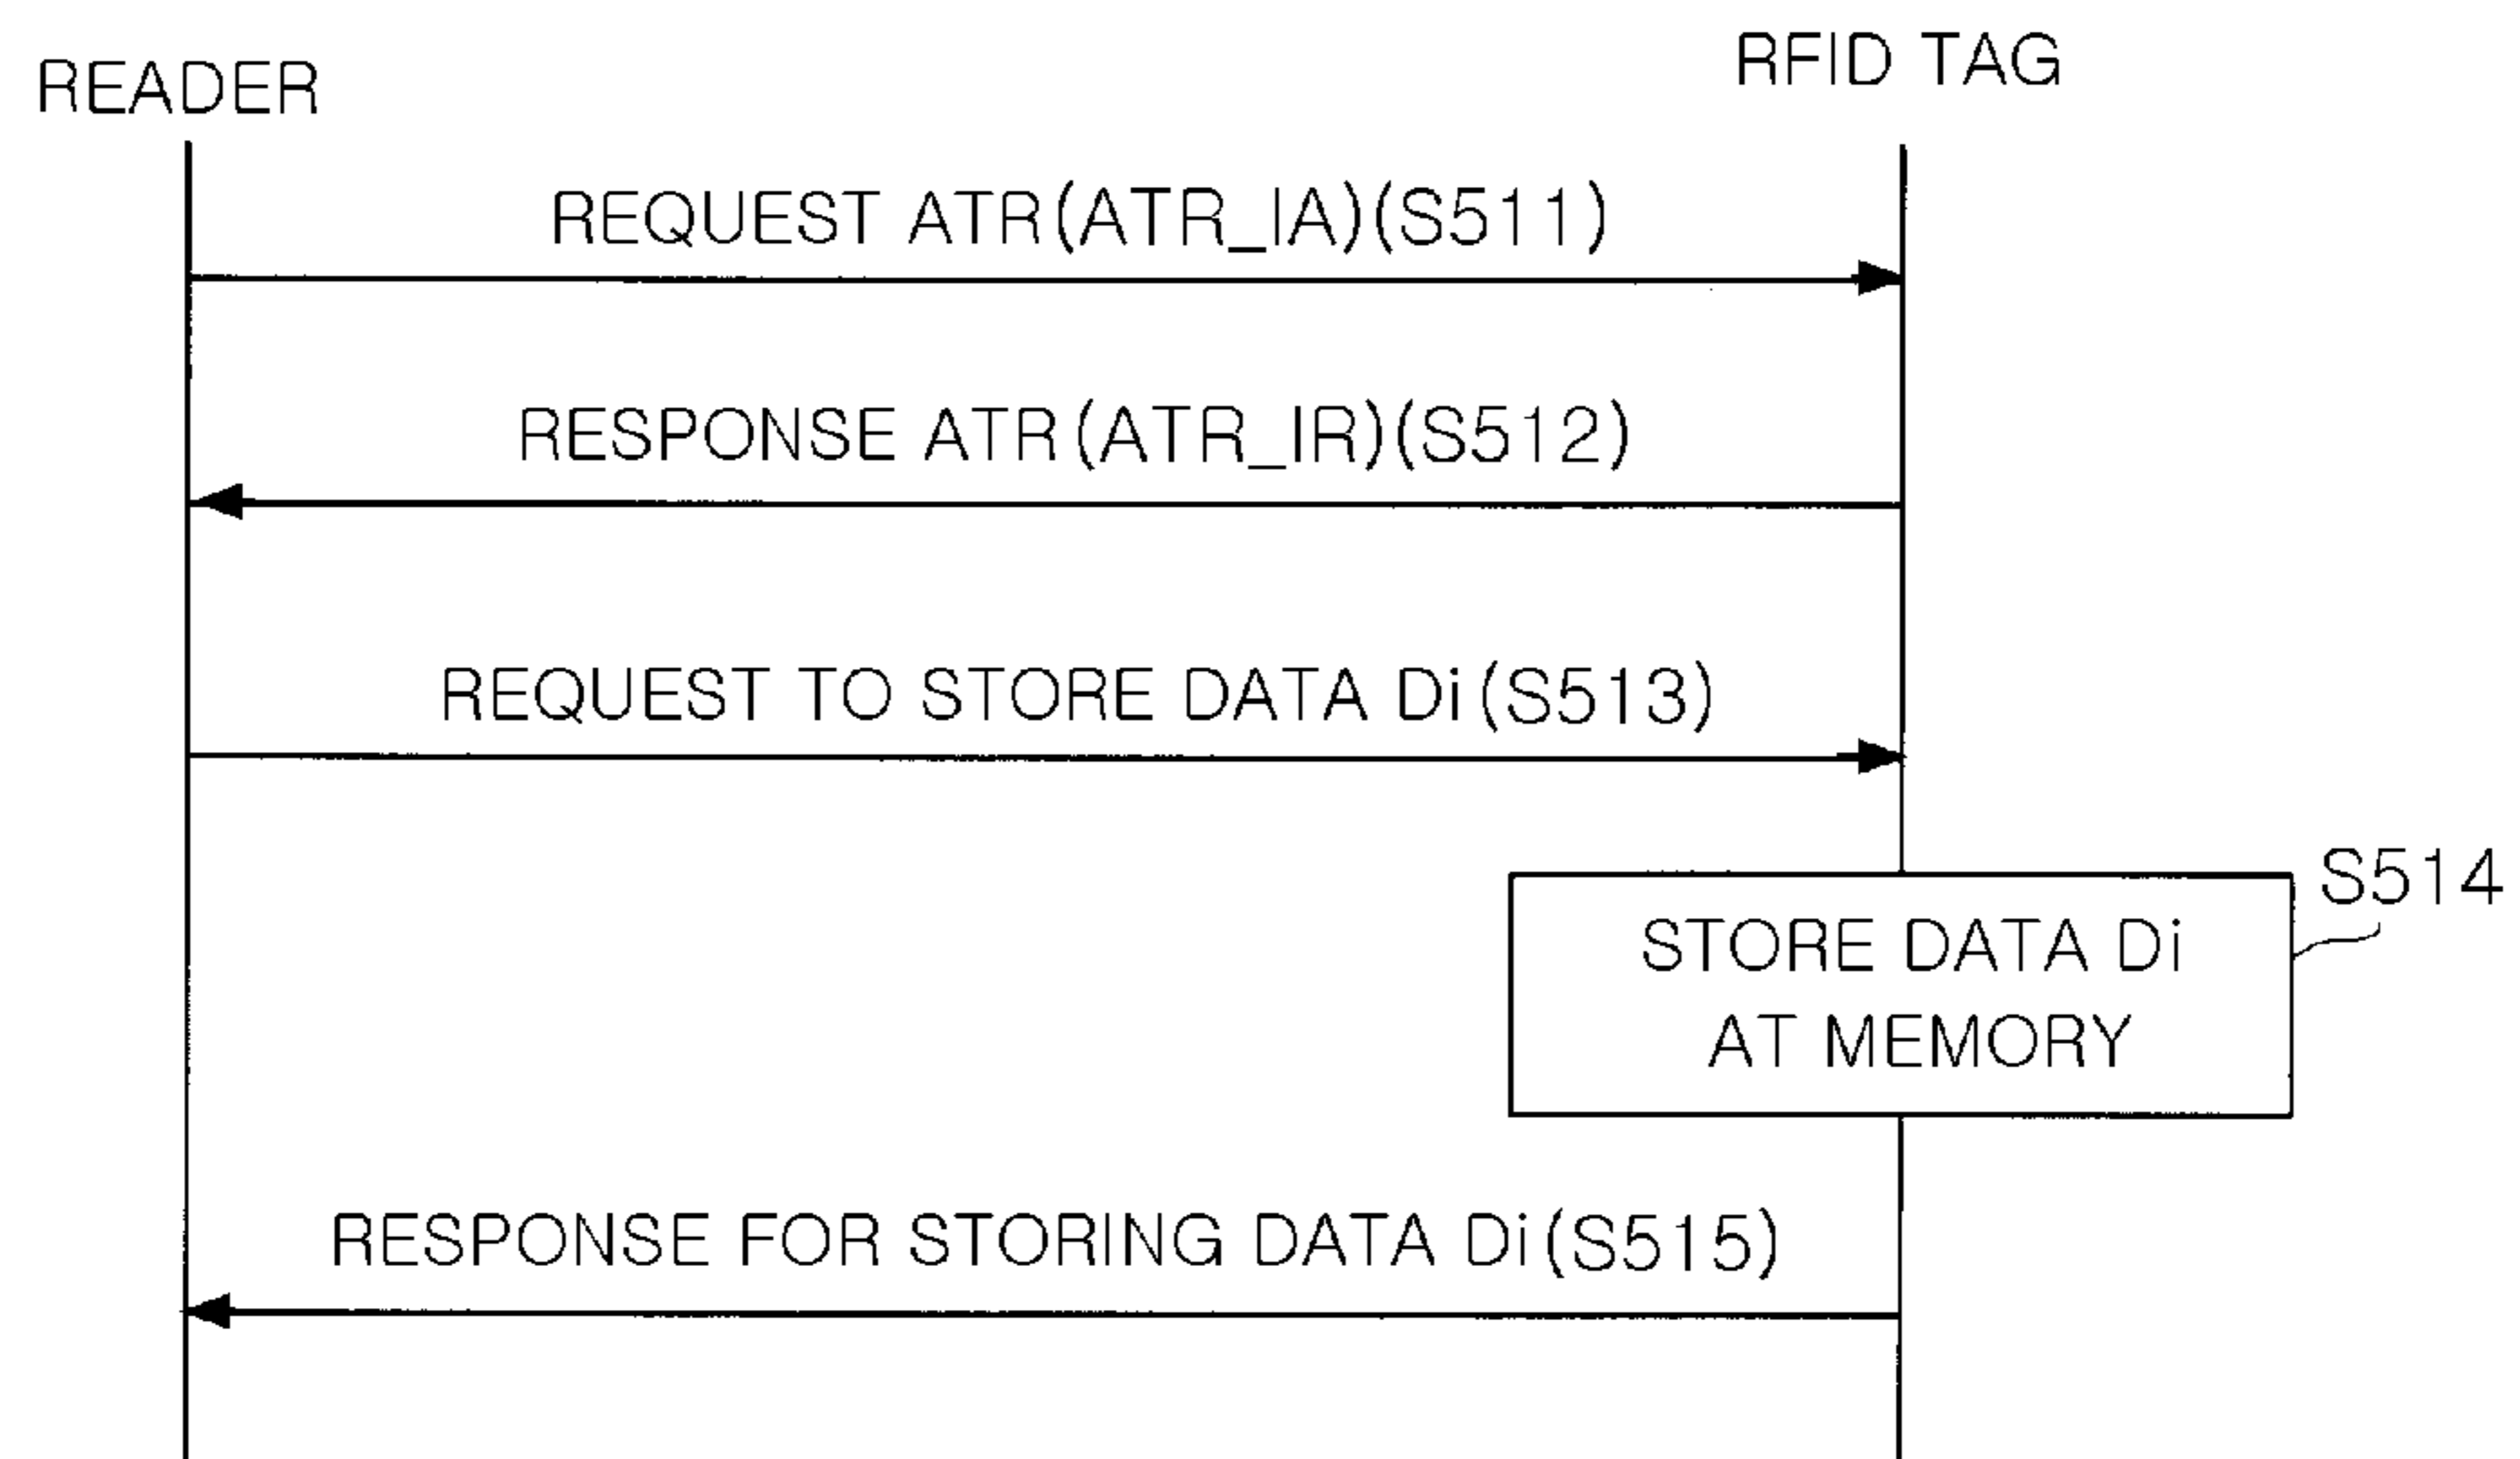 READER
RFID TAG
REQUEST ATR(ATR_IA)(S511)
RESPONSE ATR(ATR_IR)(S512)
REQUEST TO STORE DATA Di(S513)
S514
STORE DATA Di
AT MEMORY
RESPONSE FOR STORING DATA Di(S515)